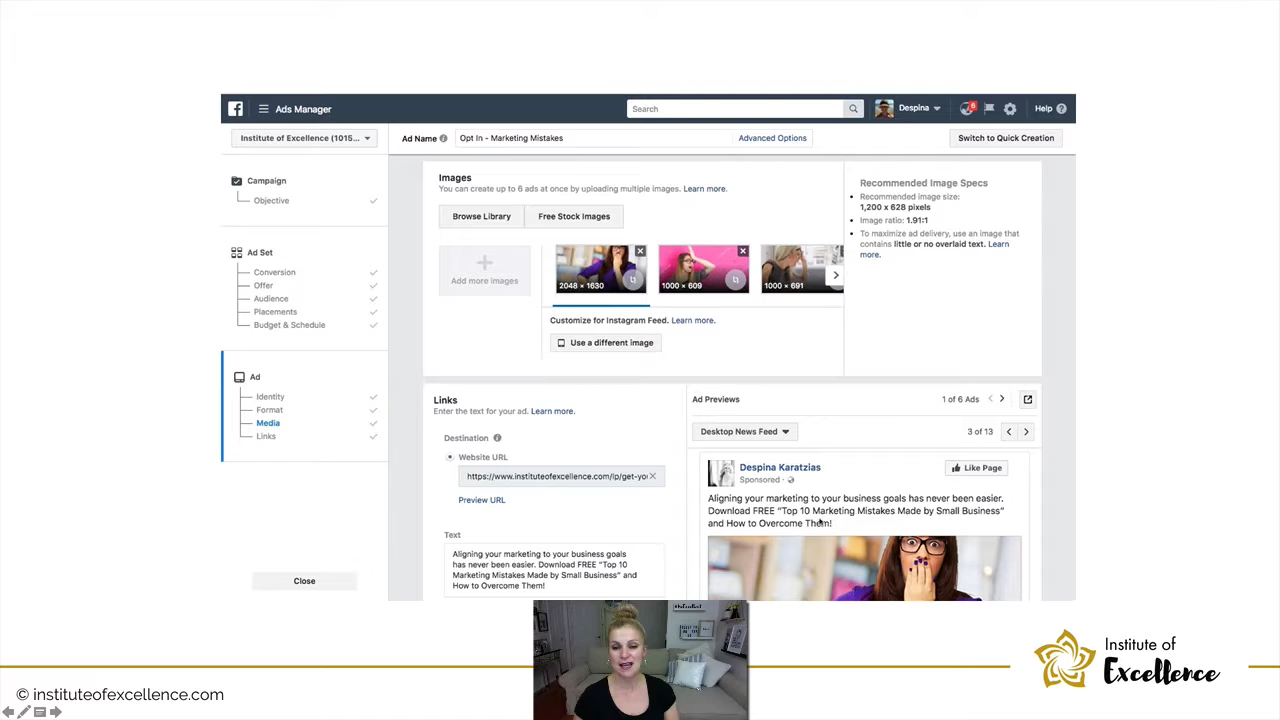 Ads Manager
Search
Despina
6
Help
Institute of Excellence (1015...
Ad Name
Opt In - Marketing Mistakes
Advanced Options
Switch to Quick Creation
Campaign
Objective
Ad Set
Conversion
Offer
Audience
Placements
Budget & Schedule
Ad
Identity
Format
Media
Links
Close
Images
You can create up to 6 ads at once by uploading multiple images. Learn more.
Browse Library
Free Stock Images
Add more images
2048 × 1630
1000 × 609
1000 × 691
Customize for Instagram Feed. Learn more.
Use a different image
Recommended Image Specs
Recommended image size:
1,200 x 628 pixels
Image ratio: 1.91:1
To maximize ad delivery, use an image that
contains little or no overlaid text. Learn
more.
Links
Enter the text for your ad. Learn more.
Destination
Website URL
https://www.instituteofexcellence.com/lp/get-yo
Preview URL
Text
Aligning your marketing to your business goals
has never been easier. Download FREE “Top 10
Marketing Mistakes Made by Small Business” and
How to Overcome Them!
Ad Previews
1 of 6 Ads
Desktop News Feed
3 of 13
Despina Karatzias
Sponsored ·
Like Page
Aligning your marketing to your business goals has never been easier.
Download FREE “Top 10 Marketing Mistakes Made by Small Business”
and How to Overcome Them!
Institute of
Excellence
© instituteofexcellence.com